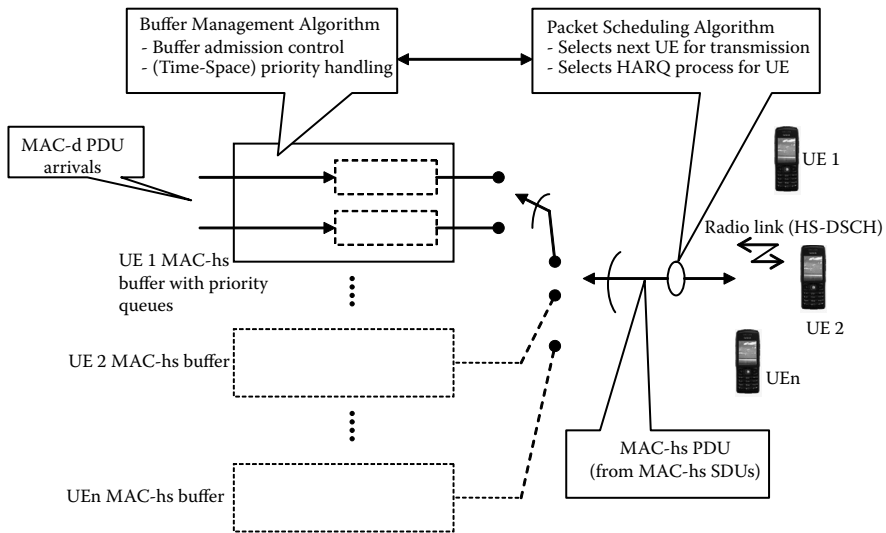 Buffer Management Algorithm
- Buffer admission control
- (Time-Space) priority handling
Packet Scheduling Algorithm
- Selects next UE for transmission
- Selects HARQ process for UE
MAC-d PDU
arrivals
UE 1
Radio link (HS-DSCH)
UE 1 MAC-hs
buffer with priority
queues
UE 2
UE 2 MAC-hs buffer
UEn
MAC-hs PDU
(from MAC-hs SDUs)
UEn MAC-hs buffer